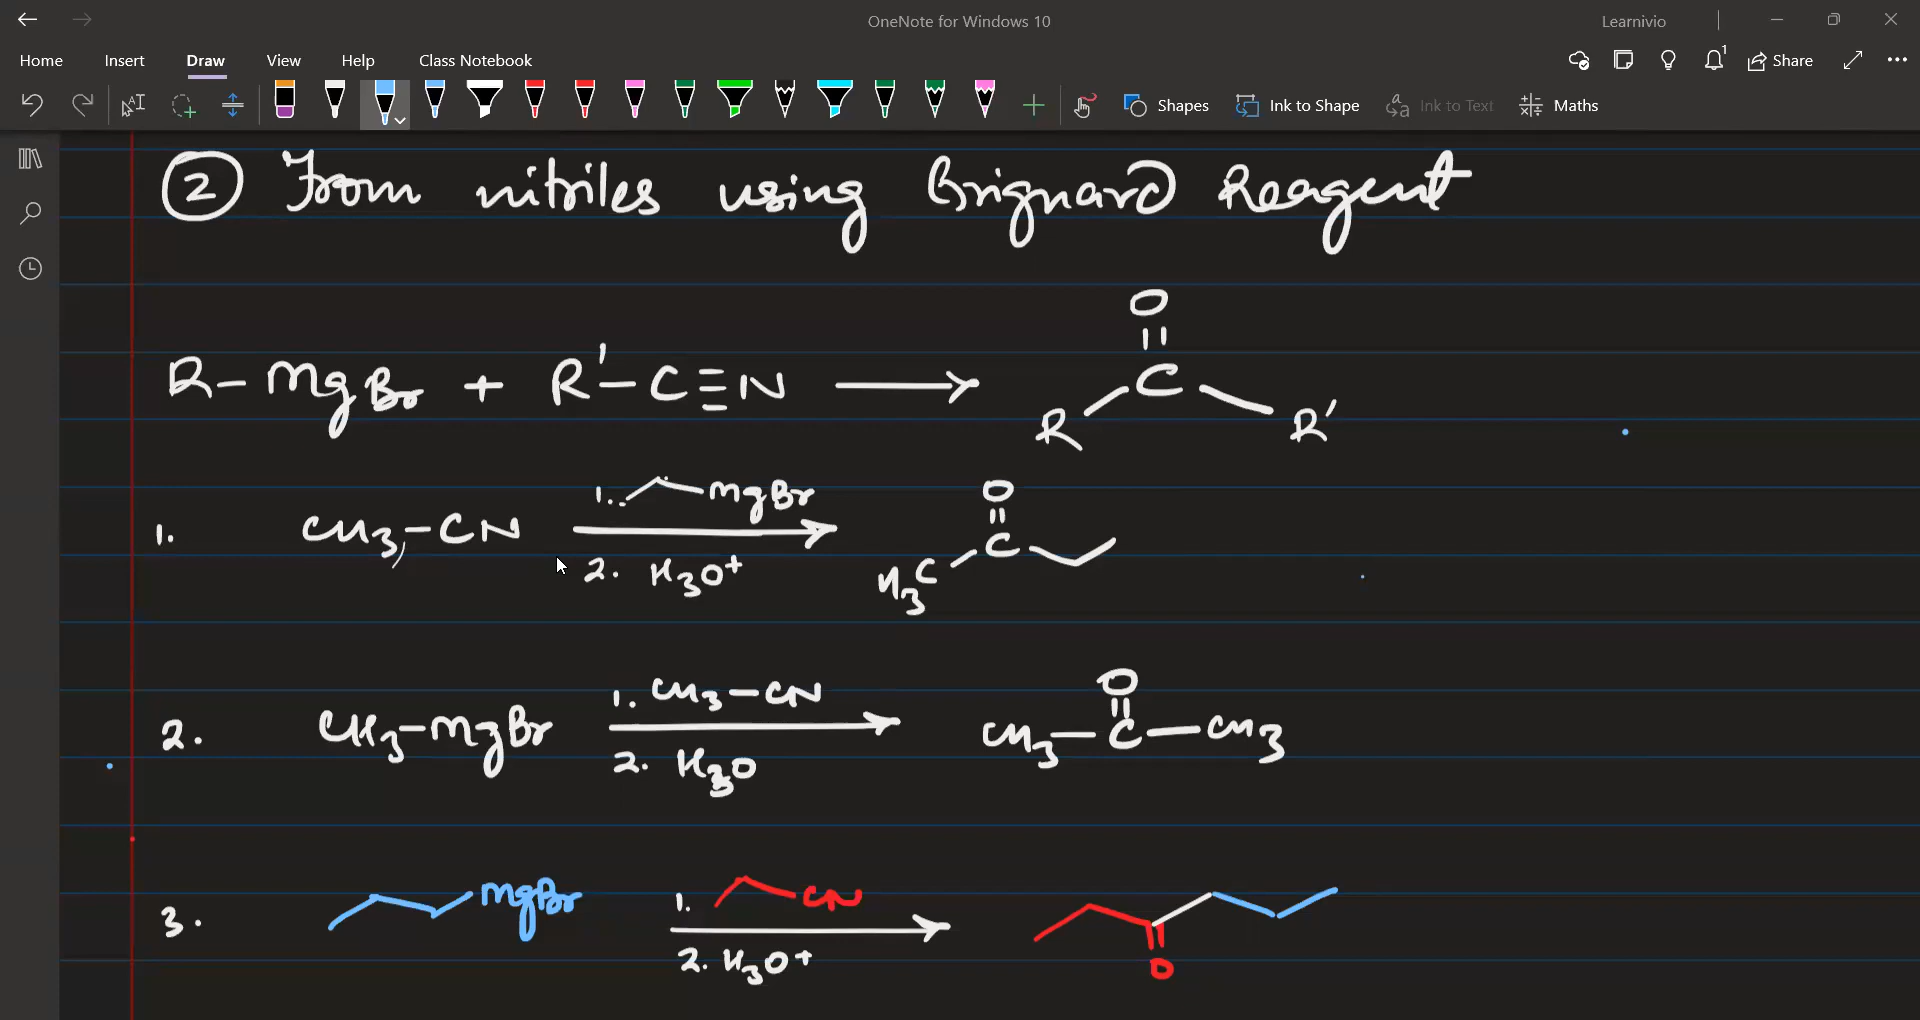 OneNote for Windows 10
Learnivio
Home Insert Draw View Help Class Notebook
1 Share
Shapes Ink to Shape Ink to Text Maths
② From nitriles using Grignard Reagent
R-MgBr + R'-C≡N ⟶ R-C(=O)-R'
1. MgBr
1. CH3-CN ⟶ H3C-C(=O)
2. H3O+
1. CH3-CN
2. CH3-MgBr ⟶ CH3-C(=O)-CH3
2. H3O
1. CN
3. MgBr ⟶ O
2. H3O+